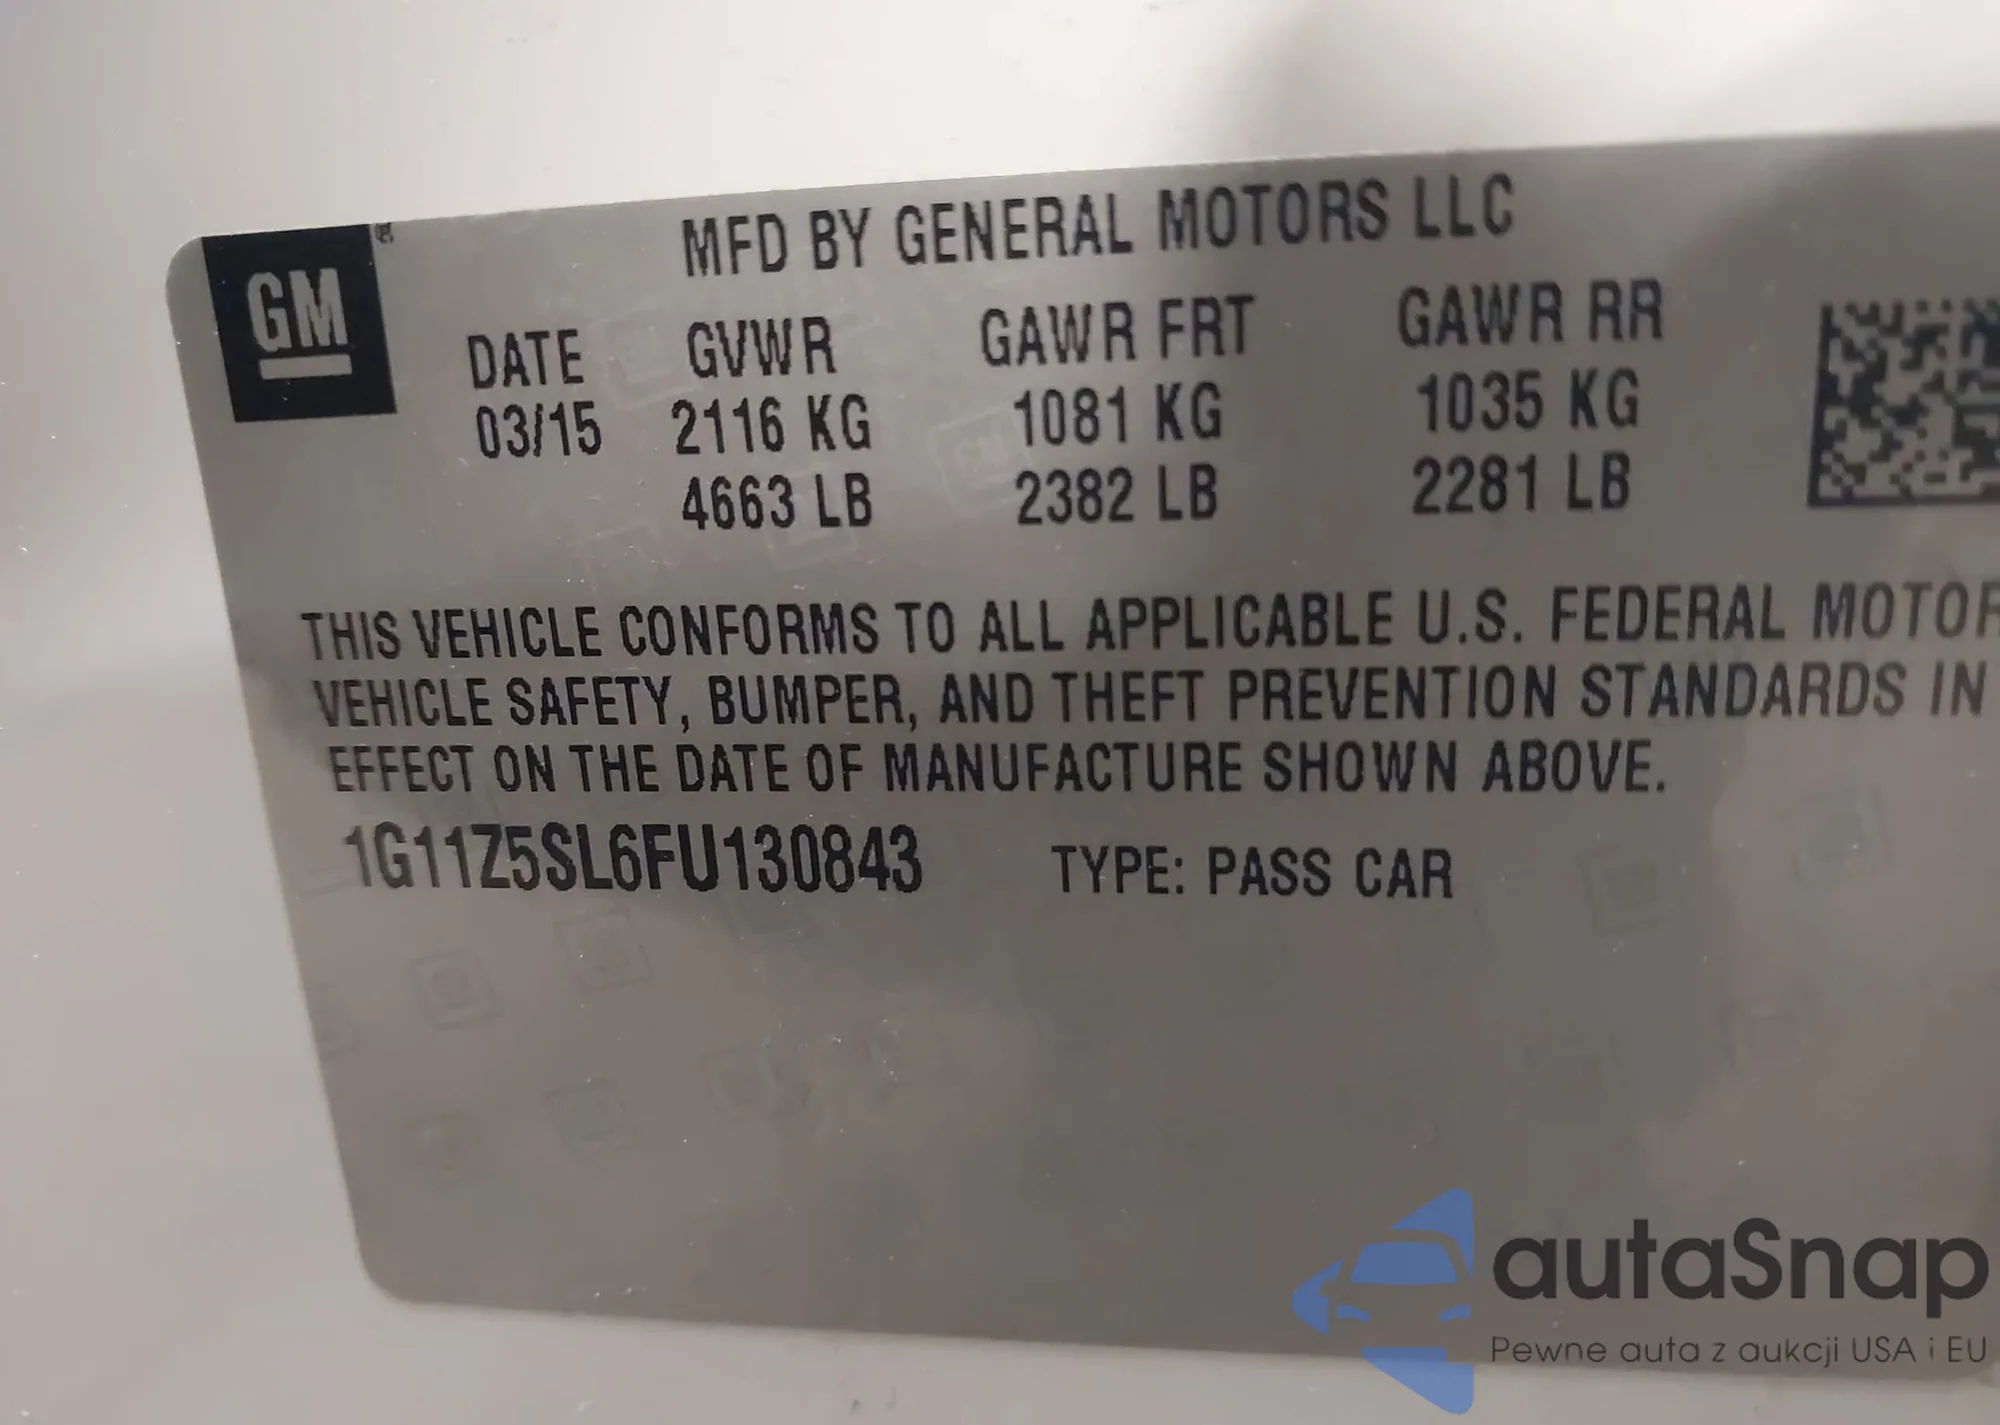 GM
MFD BY GENERAL MOTORS LLC
DATE GVWR GAWR FRT GAWR RR
03/15 2116 KG 1081 KG 1035 KG
4663 LB 2382 LB 2281 LB
THIS VEHICLE CONFORMS TO ALL APPLICABLE U.S. FEDERAL MOTOR
VEHICLE SAFETY, BUMPER, AND THEFT PREVENTION STANDARDS IN
EFFECT ON THE DATE OF MANUFACTURE SHOWN ABOVE.
1G11Z5SL6FU130843 TYPE: PASS CAR
autaSnap
Pewne auta z aukcji USA i EU